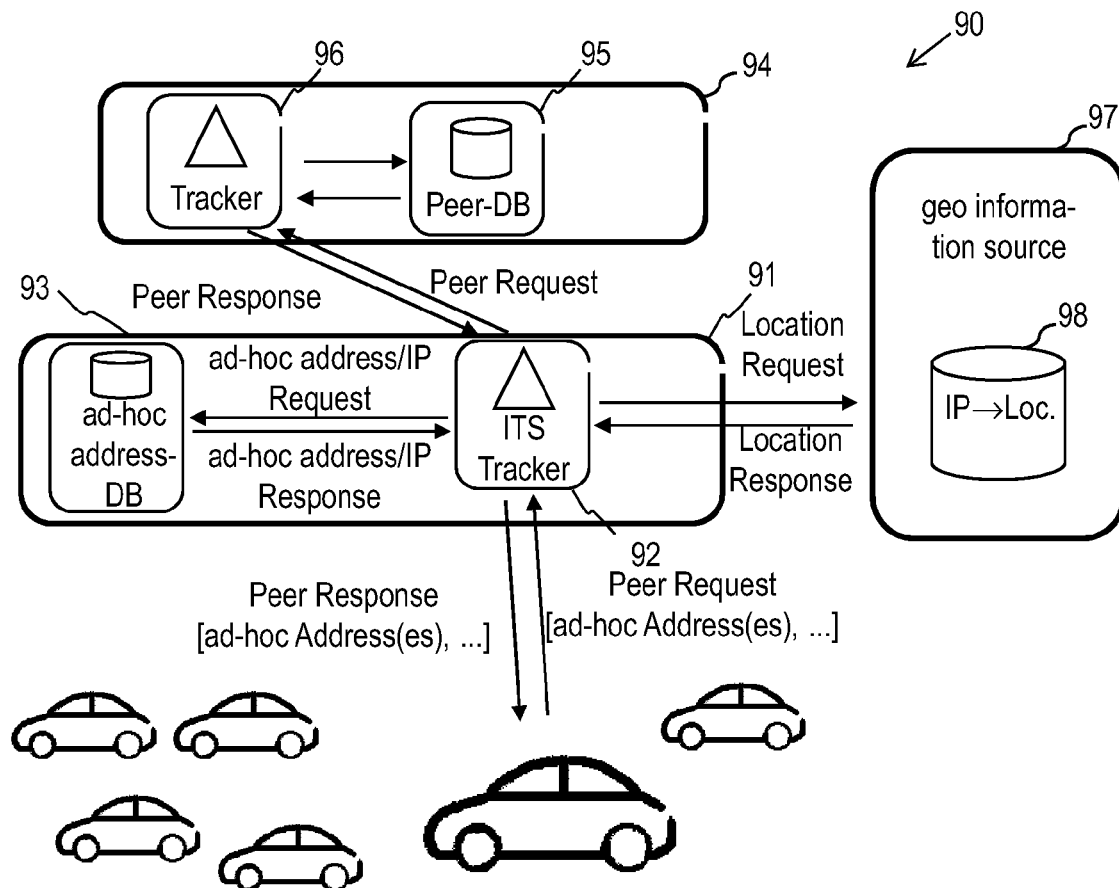 90
96
95
94
97
Tracker
Peer-DB
geo informa-
tion source
93
Peer Response
Peer Request
91
98
Location
Request
IP→Loc.
Location
Response
ad-hoc address/IP
Request
ad-hoc
address-
DB
ad-hoc address/IP
Response
ITS
Tracker
92
Peer Response
[ad-hoc Address(es), ...]
Peer Request
[ad-hoc Address(es), ...]